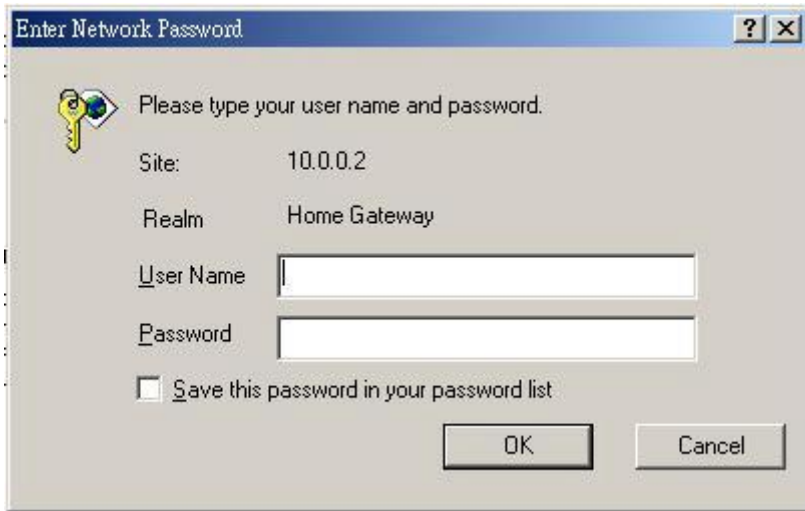 Enter Network Password
Please type your user name and password.
Site: 10.0.0.2
Realm Home Gateway
User Name
Password
Save this password in your password list
OK Cancel